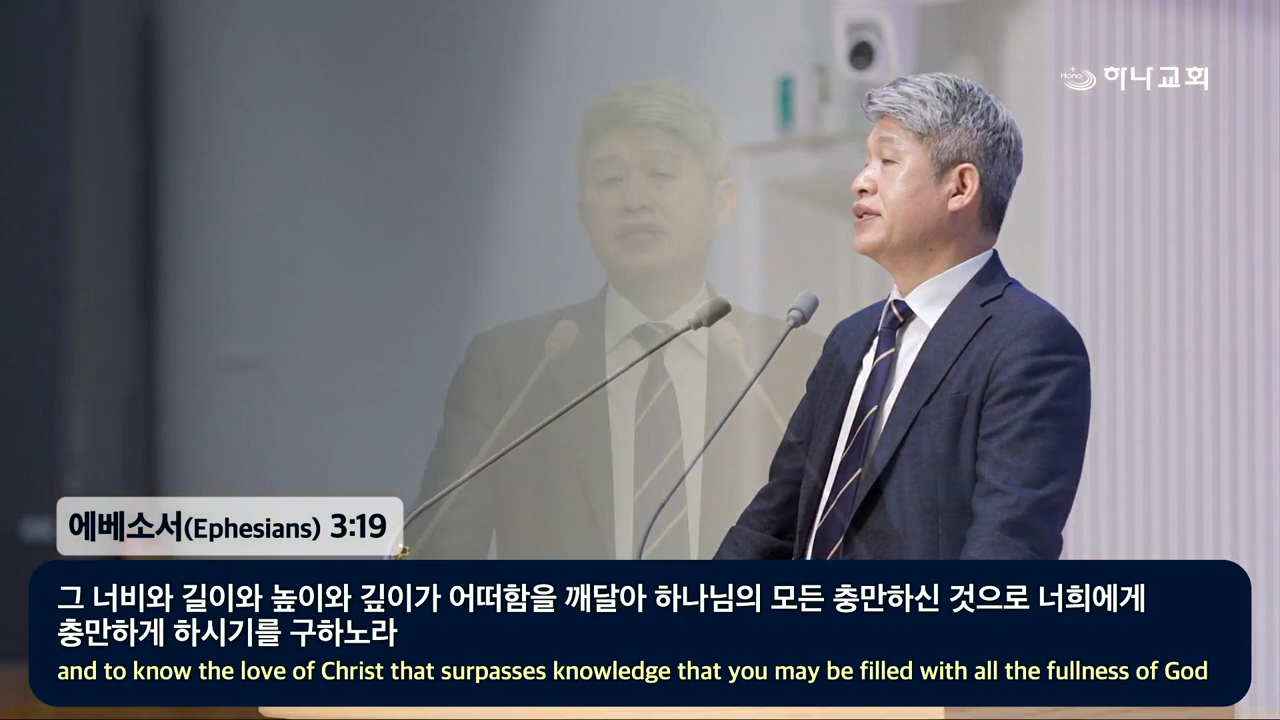 Hana 하나교회
에베소서(Ephesians) 3:19
그 너비와 길이와 높이와 깊이가 어떠함을 깨달아 하나님의 모든 충만하신 것으로 너희에게
충만하게 하시기를 구하노라
and to know the love of Christ that surpasses knowledge that you may be filled with all the fullness of God